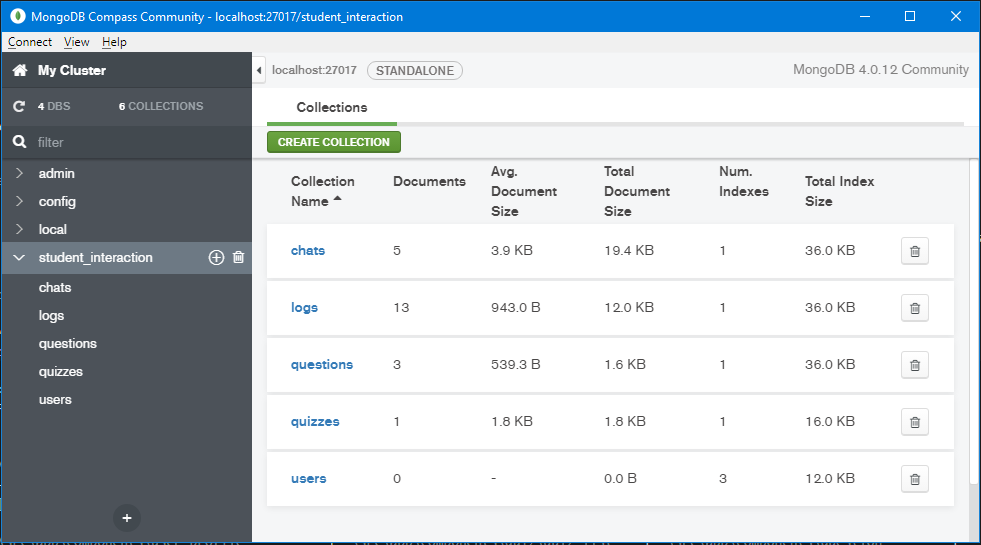 MongoDB Compass Community - localhost:27017/student_interaction
Connect View Help
My Cluster
localhost:27017 STANDALONE MongoDB 4.0.12 Community
4 DBS 6 COLLECTIONS
Collections
filter
CREATE COLLECTION
admin
config
local
student_interaction
chats
logs
questions
quizzes
users
Collection Name Documents Avg. Document Size Total Document Size Num. Indexes Total Index Size
chats 5 3.9 KB 19.4 KB 1 36.0 KB
logs 13 943.0 B 12.0 KB 1 36.0 KB
questions 3 539.3 B 1.6 KB 1 36.0 KB
quizzes 1 1.8 KB 1.8 KB 1 16.0 KB
users 0 - 0.0 B 3 12.0 KB